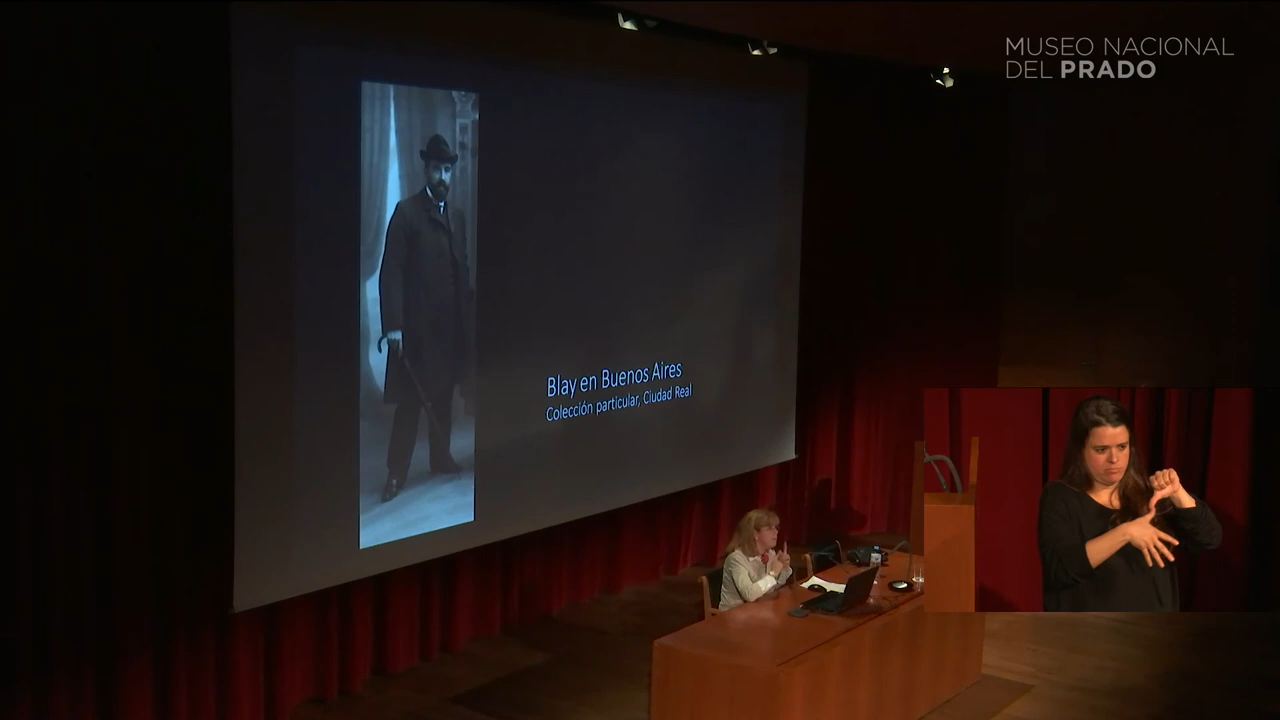 MUSEO NACIONAL
DEL PRADO
Blay en Buenos Aires
Colección particular, Ciudad Real